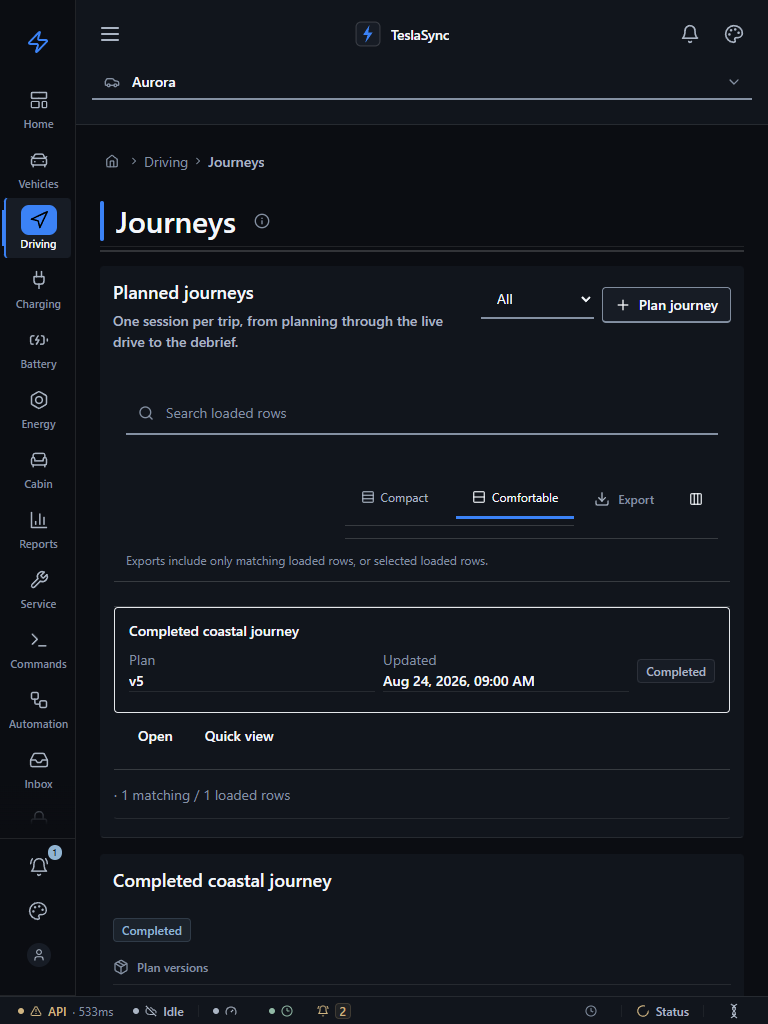 TeslaSync
Aurora
Home
Vehicles
Driving
Charging
Battery
Energy
Cabin
Reports
Service
Commands
Automation
Inbox
1
Driving
Journeys
Journeys
Planned journeys
One session per trip, from planning through the live
drive to the debrief.
All
Plan journey
Search loaded rows
Compact
Comfortable
Export
Exports include only matching loaded rows, or selected loaded rows.
Completed coastal journey
Plan
v5
Updated
Aug 24, 2026, 09:00 AM
Completed
Open
Quick view
· 1 matching / 1 loaded rows
Completed coastal journey
Completed
Plan versions
API · 533ms
Idle
2
Status